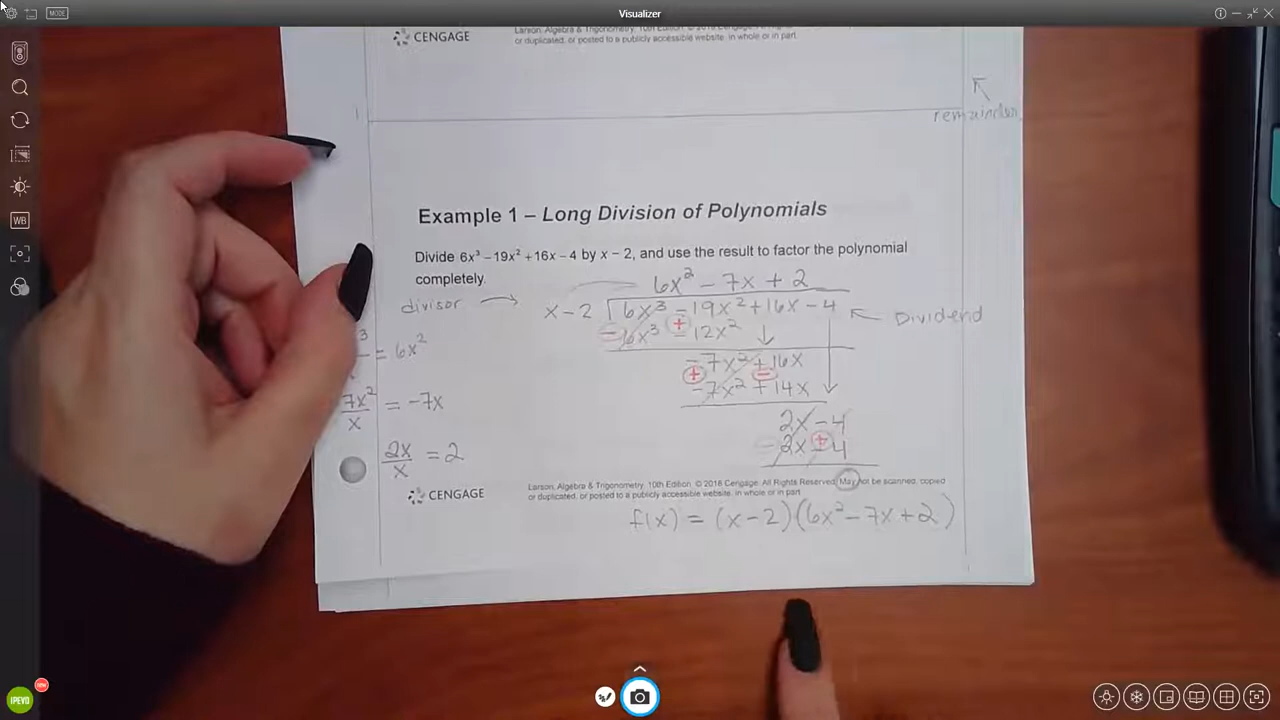 MODE
Visualizer
CENGAGE
Larson, Algebra & Trigonometry, 10th Edition. © 2018 Cengage. All Rights Reserved. May not be scanned, copied
or duplicated, or posted to a publicly accessible website, in whole or in part.
remainder
Example 1 – Long Division of Polynomials
Divide 6x³ – 19x² + 16x – 4 by x – 2, and use the result to factor the polynomial
completely.
6x² - 7x + 2
divisor → x-2 6x³ - 19x² + 16x - 4 ← Dividend
- 6x³ + - 12x²
3 = 6x²
-7x² + 16x
+ -7x² - + 14x
7x²/x = -7x
2x - 4
- 2x + - 4
2x/x = 2
CENGAGE
Larson, Algebra & Trigonometry, 10th Edition. © 2018 Cengage. All Rights Reserved. May not be scanned, copied
or duplicated, or posted to a publicly accessible website, in whole or in part.
f(x) = (x-2)(6x²-7x+2)
WB
IPEVO
new